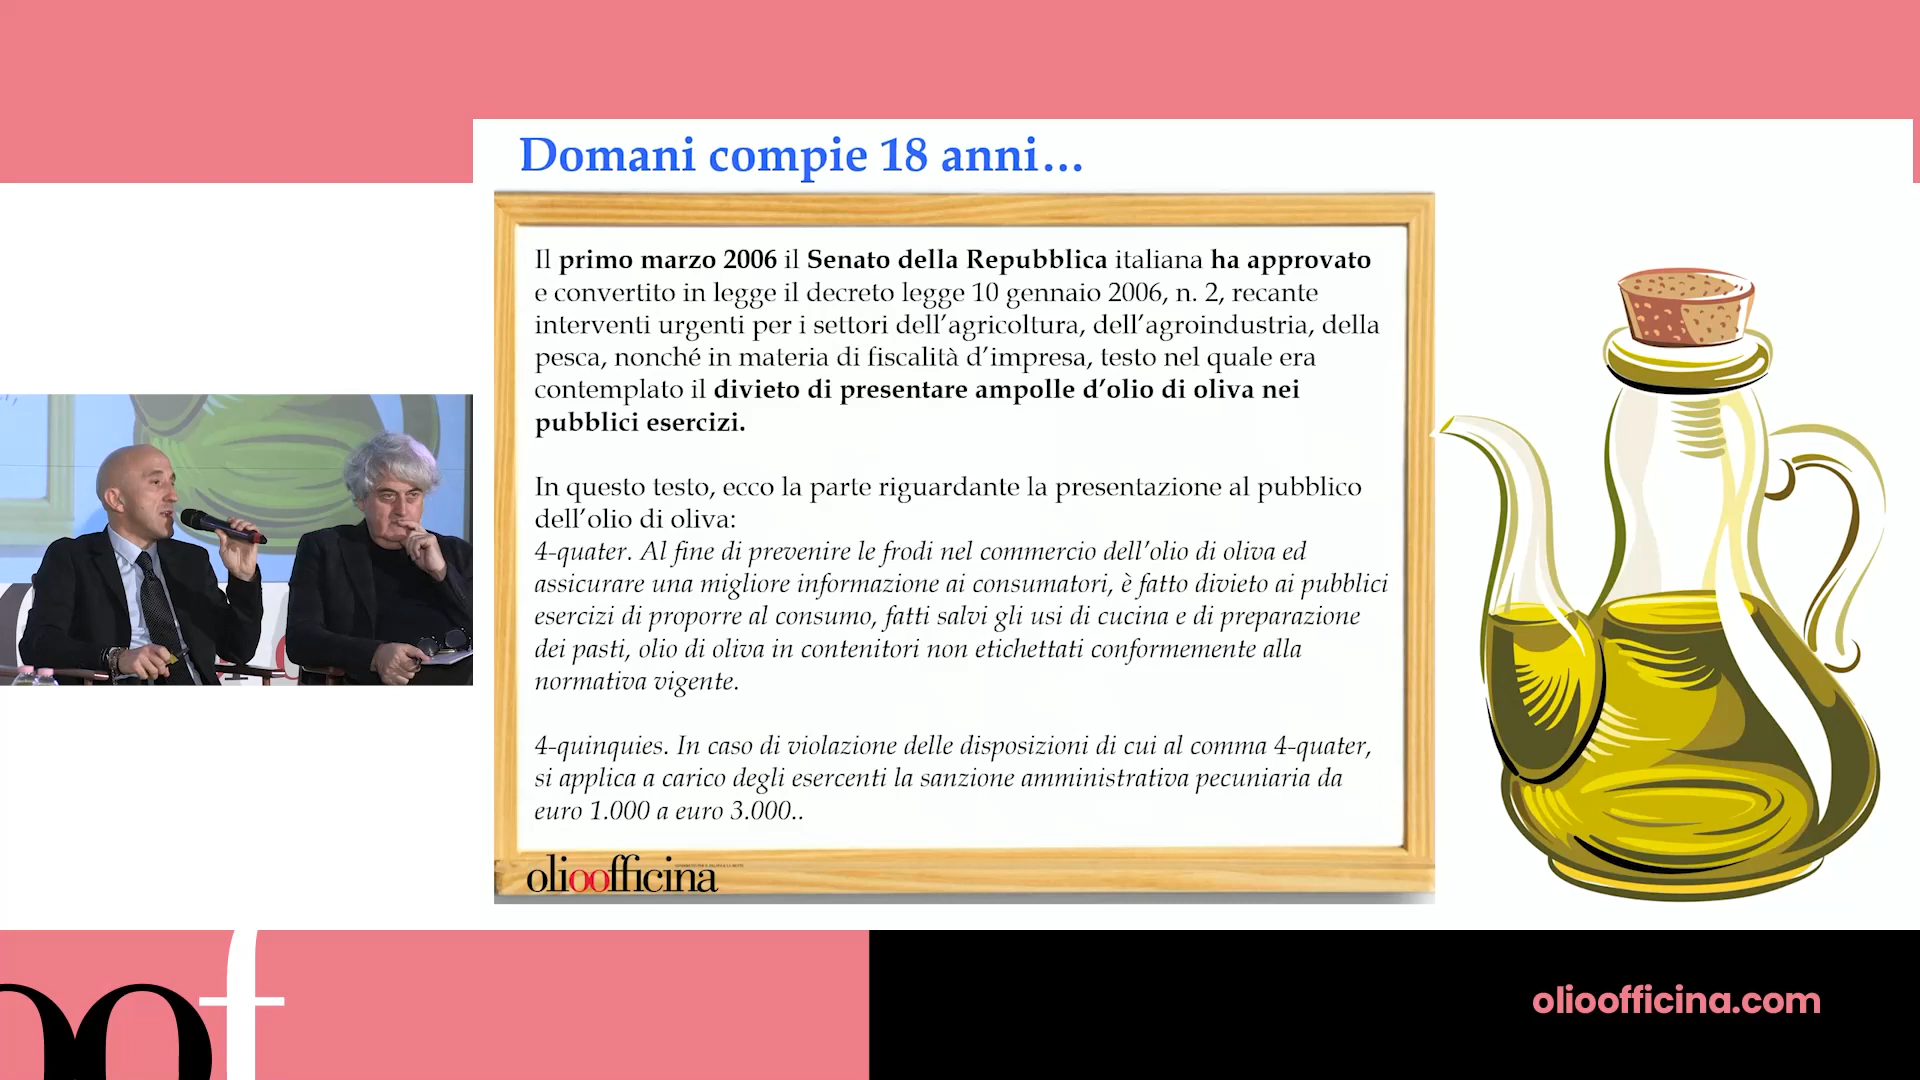 Domani compie 18 anni…
Il primo marzo 2006 il Senato della Repubblica italiana ha approvato
e convertito in legge il decreto legge 10 gennaio 2006, n. 2, recante
interventi urgenti per i settori dell’agricoltura, dell’agroindustria, della
pesca, nonché in materia di fiscalità d’impresa, testo nel quale era
contemplato il divieto di presentare ampolle d’olio di oliva nei
pubblici esercizi.
In questo testo, ecco la parte riguardante la presentazione al pubblico
dell’olio di oliva:
4-quater. Al fine di prevenire le frodi nel commercio dell’olio di oliva ed
assicurare una migliore informazione ai consumatori, è fatto divieto ai pubblici
esercizi di proporre al consumo, fatti salvi gli usi di cucina e di preparazione
dei pasti, olio di oliva in contenitori non etichettati conformemente alla
normativa vigente.
4-quinquies. In caso di violazione delle disposizioni di cui al comma 4-quater,
si applica a carico degli esercenti la sanzione amministrativa pecuniaria da
euro 1.000 a euro 3.000..
olioofficina
oof
olioofficina.com